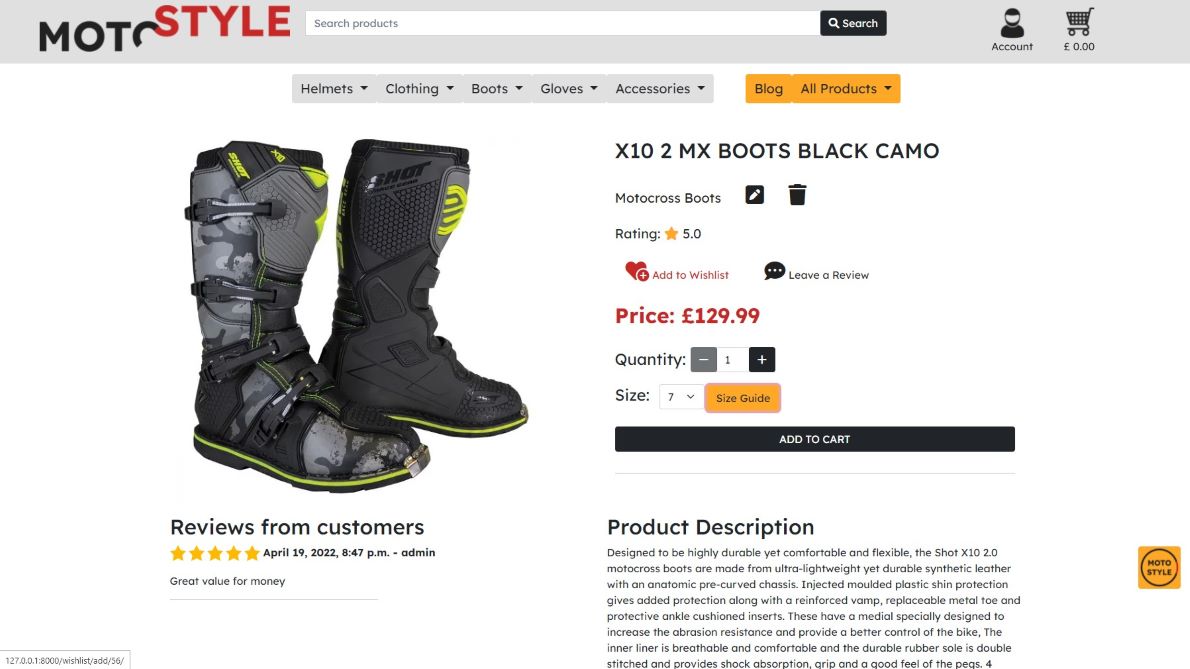 MOTO STYLE
Search products
Search
Account
£ 0.00
Helmets
Clothing
Boots
Gloves
Accessories
Blog
All Products
SHOT
X10
SHOT
RACE GEAR
X10 2 MX BOOTS BLACK CAMO
Motocross Boots
Rating: 5.0
Add to Wishlist
Leave a Review
Price: £129.99
Quantity: − 1 +
Size: 7 Size Guide
ADD TO CART
Reviews from customers
April 19, 2022, 8:47 p.m. - admin
Great value for money
Product Description
Designed to be highly durable yet comfortable and flexible, the Shot X10 2.0
motocross boots are made from ultra-lightweight yet durable synthetic leather
with an anatomic pre-curved chassis. Injected moulded plastic shin protection
gives added protection along with a reinforced vamp, replaceable metal toe and
protective ankle cushioned inserts. These have a medial specially designed to
increase the abrasion resistance and provide a better control of the bike, The
inner liner is breathable and comfortable and the durable rubber sole is double
stitched and provides shock absorption, grip and a good feel of the pegs. 4
MOTO
STYLE
127.0.0.1:8000/wishlist/add/56/